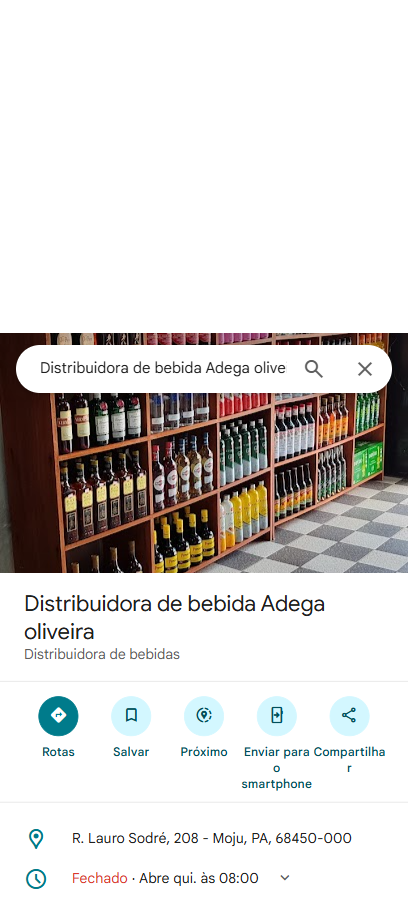 Distribuidora de bebida Adega olive
Distribuidora de bebida Adega
oliveira
Distribuidora de bebidas
Rotas
Salvar
Próximo
Enviar para
o
smartphone
Compartilha
r
R. Lauro Sodré, 208 - Moju, PA, 68450-000
Fechado · Abre qui. às 08:00